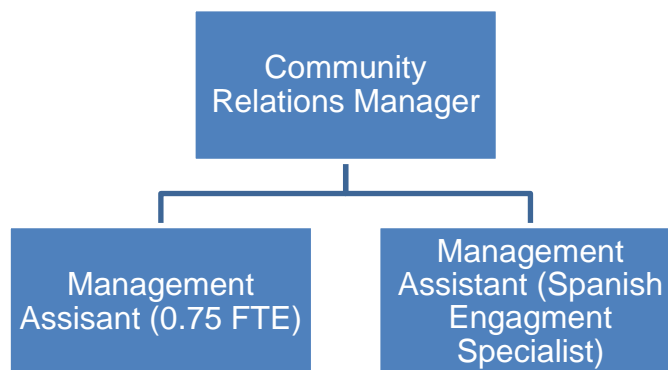 Community
Relations Manager
Management
Assisant (0.75 FTE)
Management
Assistant (Spanish
Engagment
Specialist)